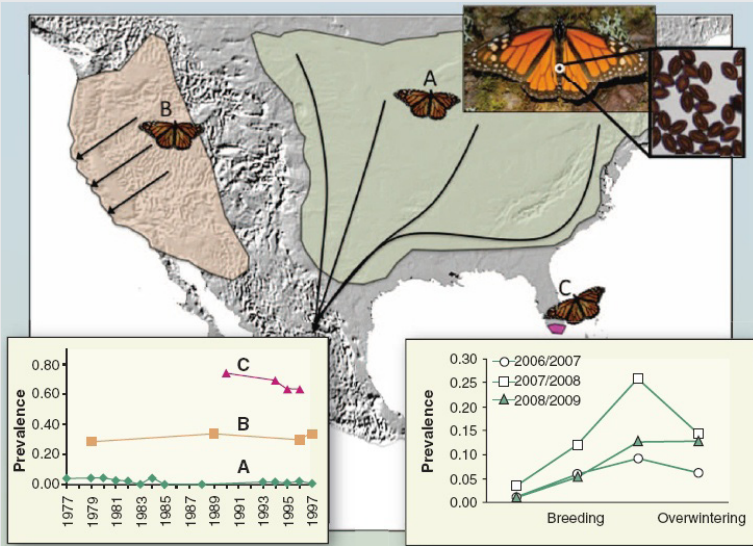 A
B
C
Prevalence
0.80
0.60
0.40
0.20
0.00
C
B
A
1977
1979
1981
1983
1985
1987
1989
1991
1993
1995
1997
Prevalence
0.30
0.25
0.20
0.15
0.10
0.05
0.00
2006/2007
2007/2008
2008/2009
Breeding
Overwintering